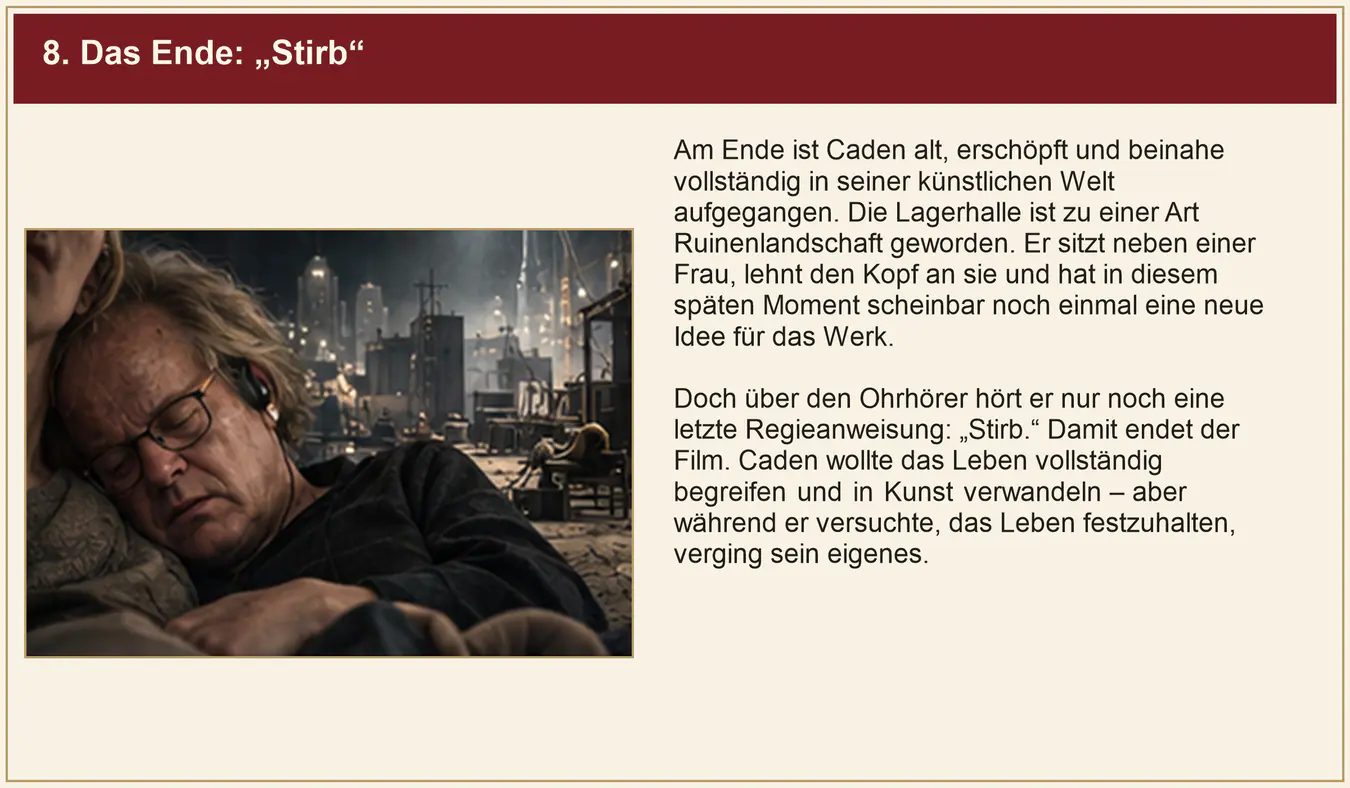 8. Das Ende: „Stirb“
Am Ende ist Caden alt, erschöpft und beinahe
vollständig in seiner künstlichen Welt
aufgegangen. Die Lagerhalle ist zu einer Art
Ruinenlandschaft geworden. Er sitzt neben einer
Frau, lehnt den Kopf an sie und hat in diesem
späten Moment scheinbar noch einmal eine neue
Idee für das Werk.
Doch über den Ohrhörer hört er nur noch eine
letzte Regieanweisung: „Stirb.“ Damit endet der
Film. Caden wollte das Leben vollständig
begreifen und in Kunst verwandeln – aber
während er versuchte, das Leben festzuhalten,
verging sein eigenes.